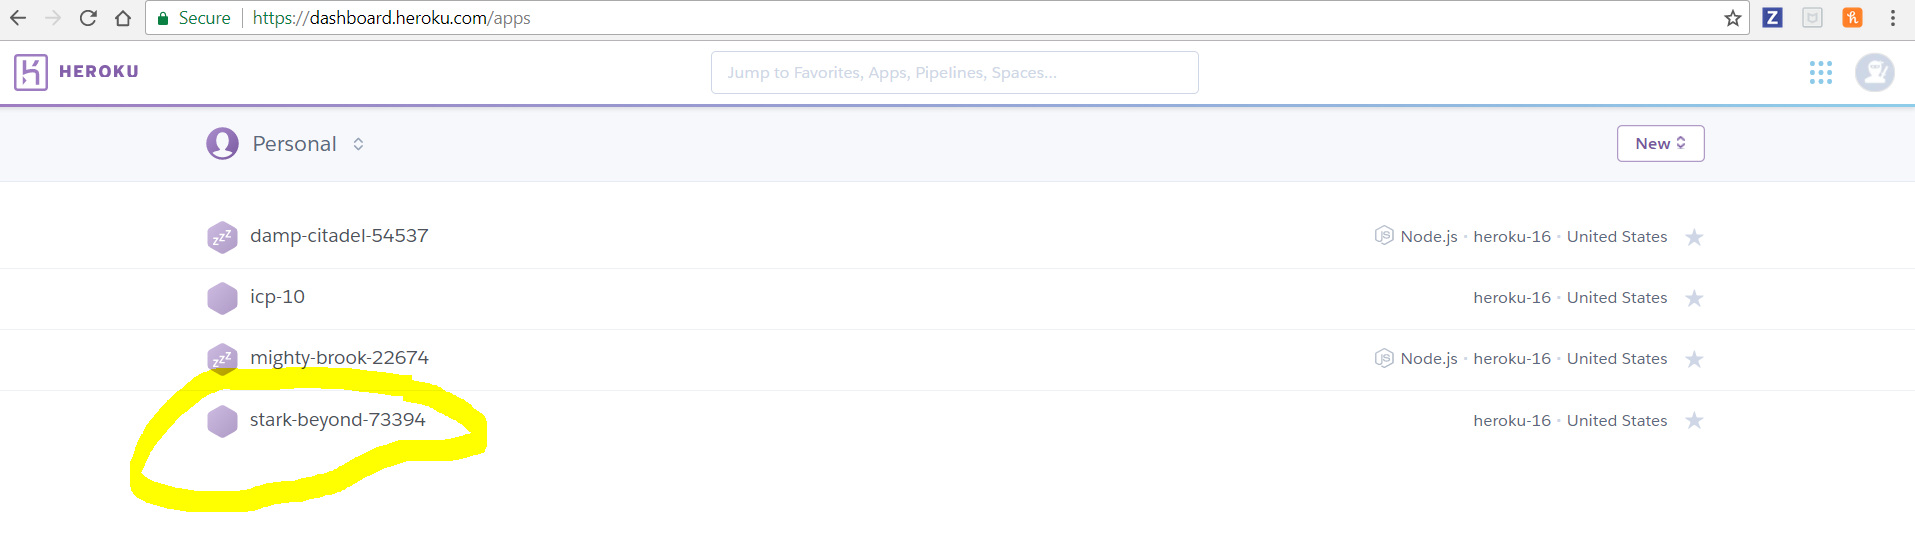 Secure https://dashboard.heroku.com/apps
HEROKU Jump to Favorites, Apps, Pipelines, Spaces...
Personal New
zzz damp-citadel-54537 JS Node.js • heroku-16 • United States
icp-10 heroku-16 • United States
zzz mighty-brook-22674 JS Node.js • heroku-16 • United States
stark-beyond-73394 heroku-16 • United States